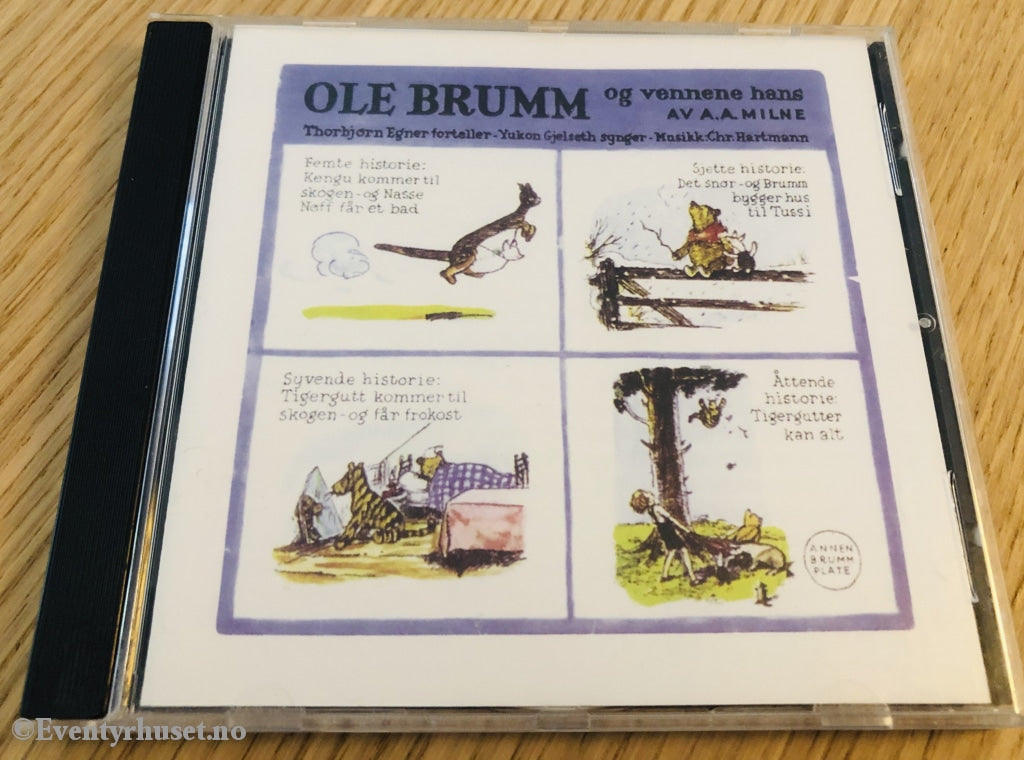 OLE BRUMM og vennene hans
AV A.A. MILNE
Thorbjørn Egner forteller - Yukon Gjelseth synger - Musikk: Chr. Hartmann
Femte historie:
Kengu kommer til
skogen - og Nasse
Nøff får et bad
Sjette historie:
Det snør - og Brumm
bygger hus
til Tussi
Syvende historie:
Tigergutt kommer til
skogen - og får frokost
Åttende
historie:
Tigergutter
kan alt
ANNEN
BRUMM
PLATE
©Eventyrhuset.no